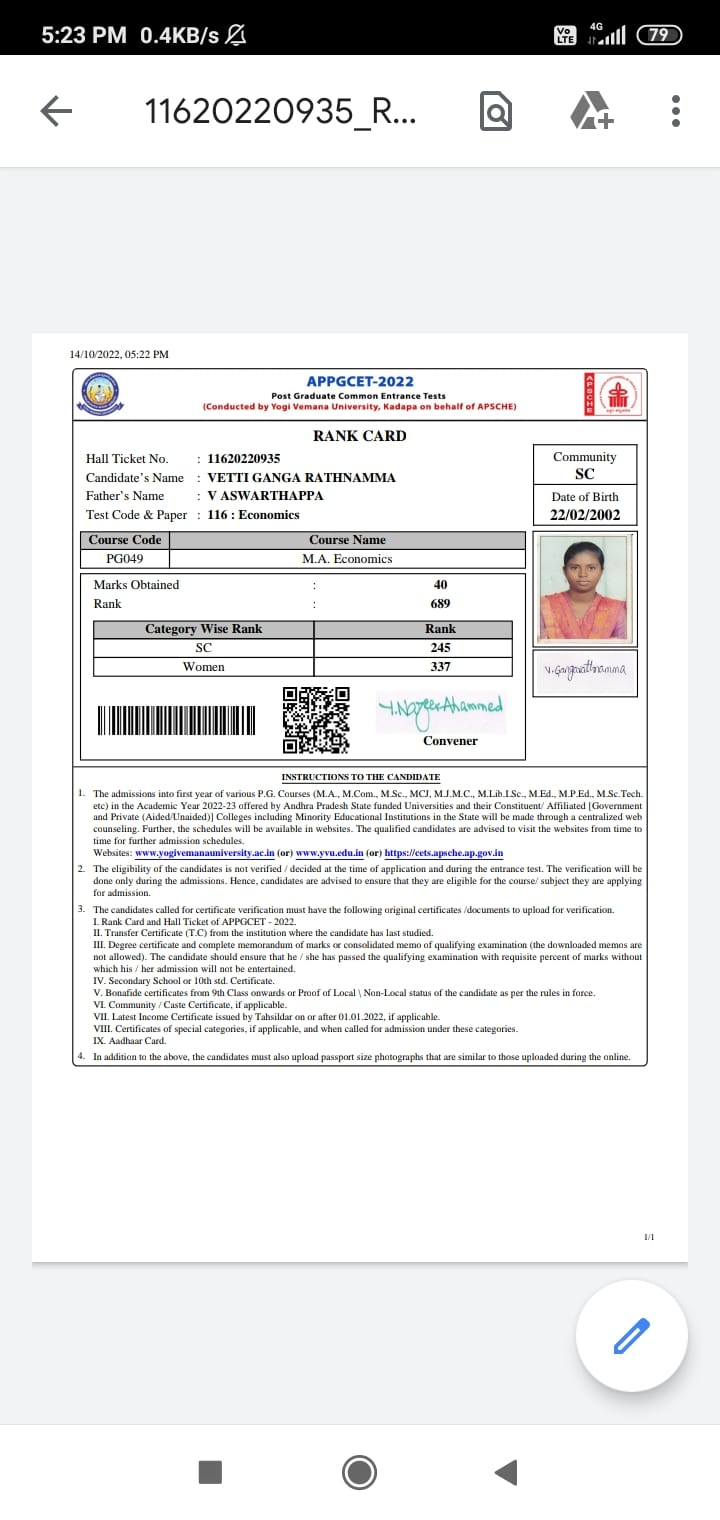 5:23 PM 0.4KB/s
Vo LTE 4G 79
11620220935_R...
14/10/2022, 05:22 PM
APPGCET-2022
Post Graduate Common Entrance Tests
(Conducted by Yogi Vemana University, Kadapa on behalf of APSCHE)
APSCHE
RANK CARD
Hall Ticket No. : 11620220935
Candidate's Name : VETTI GANGA RATHNAMMA
Father's Name : V ASWARTHAPPA
Test Code & Paper : 116 : Economics
Community
SC
Date of Birth
22/02/2002
Course Code Course Name
PG049 M.A. Economics
Marks Obtained : 40
Rank : 689
Category Wise Rank Rank
SC 245
Women 337
V.Gangarathnamma
Y.NazeerAhammed
Convener
INSTRUCTIONS TO THE CANDIDATE
1. The admissions into first year of various P.G. Courses (M.A., M.Com., M.Sc., MCJ, M.J.M.C., M.Lib.I.Sc., M.Ed., M.P.Ed., M.Sc.Tech.
etc) in the Academic Year 2022-23 offered by Andhra Pradesh State funded Universities and their Constituent/ Affiliated [Government
and Private (Aided/Unaided)] Colleges including Minority Educational Institutions in the State will be made through a centralized web
counseling. Further, the schedules will be available in websites. The qualified candidates are advised to visit the websites from time to
time for further admission schedules.
Websites: www.yogivemanauniversity.ac.in (or) www.yvu.edu.in (or) https://cets.apsche.ap.gov.in
2. The eligibility of the candidates is not verified / decided at the time of application and during the entrance test. The verification will be
done only during the admissions. Hence, candidates are advised to ensure that they are eligible for the course/ subject they are applying
for admission.
3. The candidates called for certificate verification must have the following original certificates /documents to upload for verification.
I. Rank Card and Hall Ticket of APPGCET - 2022.
II. Transfer Certificate (T.C) from the institution where the candidate has last studied.
III. Degree certificate and complete memorandum of marks or consolidated memo of qualifying examination (the downloaded memos are
not allowed). The candidate should ensure that he / she has passed the qualifying examination with requisite percent of marks without
which his / her admission will not be entertained.
IV. Secondary School or 10th std. Certificate.
V. Bonafide certificates from 9th Class onwards or Proof of Local \ Non-Local status of the candidate as per the rules in force.
VI. Community / Caste Certificate, if applicable.
VII. Latest Income Certificate issued by Tahsildar on or after 01.01.2022, if applicable.
VIII. Certificates of special categories, if applicable, and when called for admission under these categories.
IX. Aadhaar Card.
4. In addition to the above, the candidates must also upload passport size photographs that are similar to those uploaded during the online.
1/1